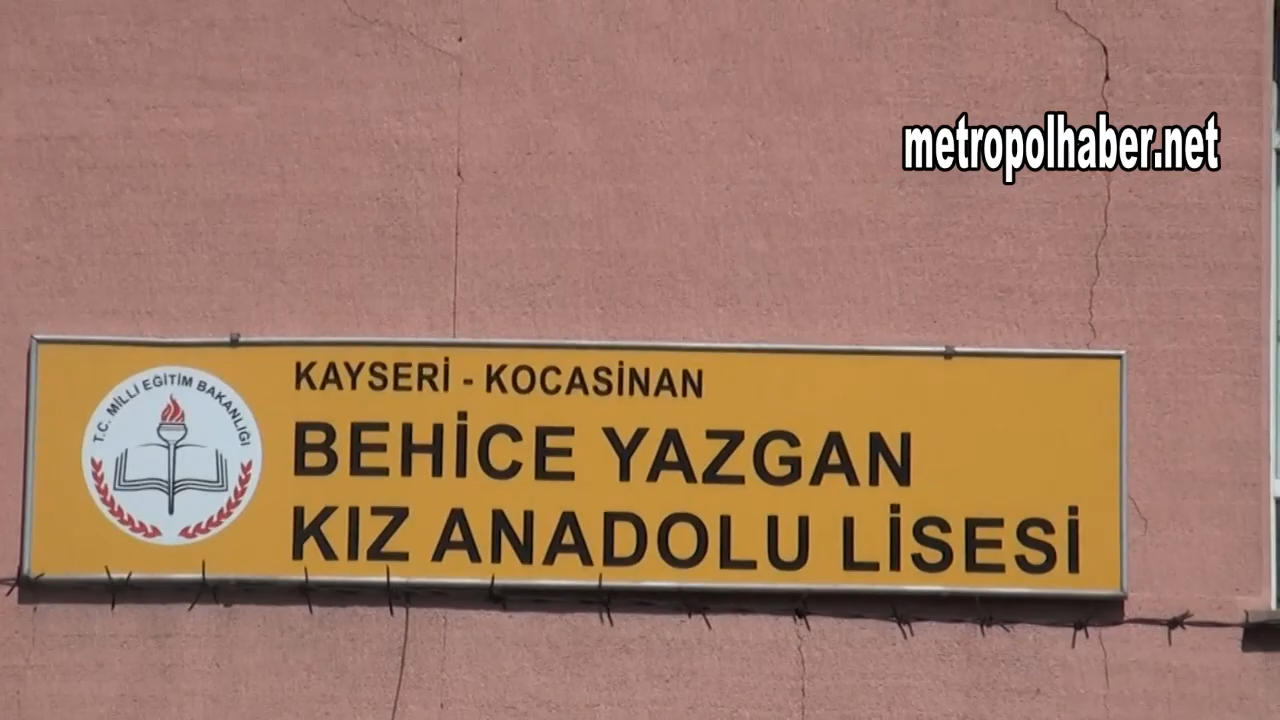 metropolhaber.net
KAYSERİ - KOCASİNAN
T.C. MİLLİ EĞİTİM BAKANLIĞI
BEHİCE YAZGAN
KIZ ANADOLU LİSESİ